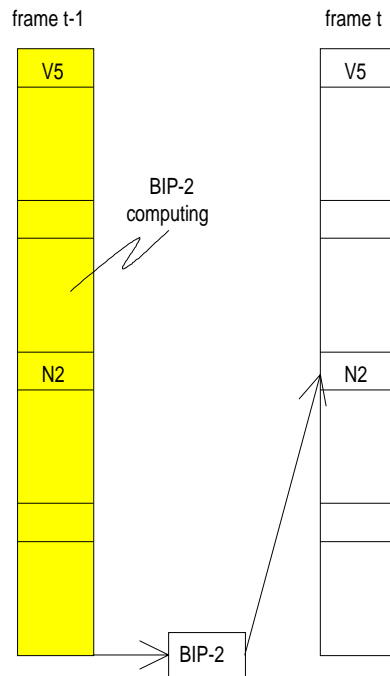 frame t-1
frame t
V5
V5
BIP-2
computing
N2
N2
BIP-2